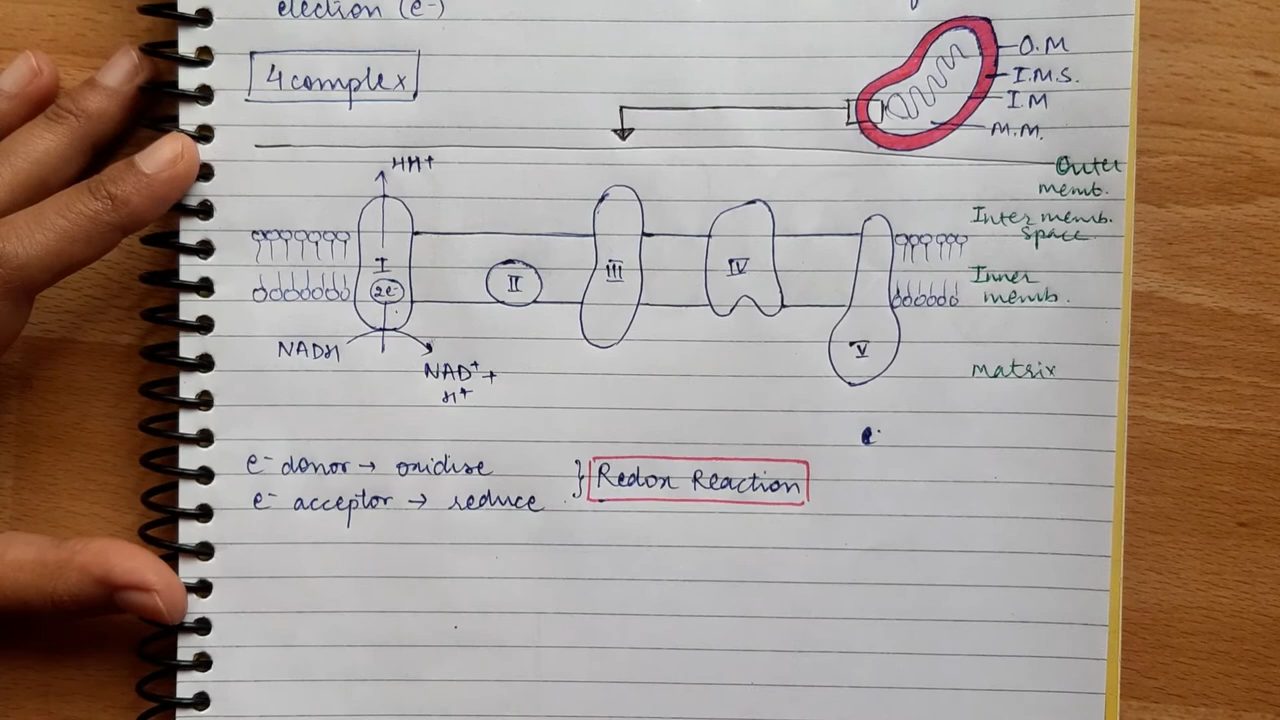 election (e-)
4 complex
O.M
I.M.S.
I.M
M.M.
Outer
memb.
4H+
Inter memb.
space
I
II
III
IV
2e-
Inner
memb.
NADH
NAD+ +
H+
V
Matrix
e- donor → oxidise
e- acceptor → reduce
} Redox Reaction